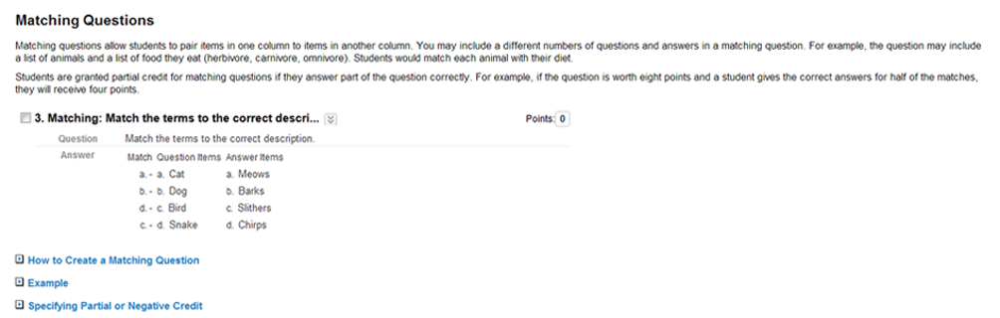 Matching Questions
Matching questions allow students to pair items in one column to items in another column. You may include a different numbers of questions and answers in a matching question. For example, the question may include
a list of animals and a list of food they eat (herbivore, carnivore, omnivore). Students would match each animal with their diet.
Students are granted partial credit for matching questions if they answer part of the question correctly. For example, if the question is worth eight points and a student gives the correct answers for half of the matches,
they will receive four points.
3. Matching: Match the terms to the correct descri... Points: 0
Question Match the terms to the correct description.
Answer Match Question Items Answer Items
a. - a. Cat a. Meows
b. - b. Dog b. Barks
d. - c. Bird c. Slithers
c. - d. Snake d. Chirps
How to Create a Matching Question
Example
Specifying Partial or Negative Credit